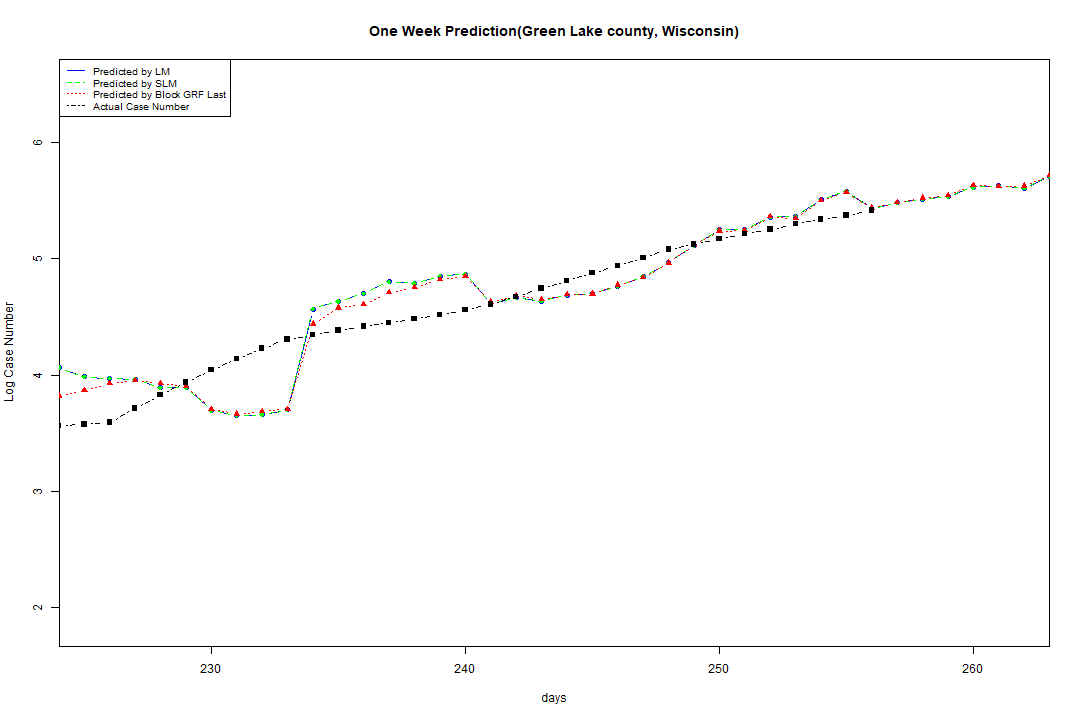 One Week Prediction(Green Lake county, Wisconsin)
Predicted by LM
Predicted by SLM
Predicted by Block GRF Last
Actual Case Number
6
5
4
3
2
Log Case Number
230 240 250 260
days